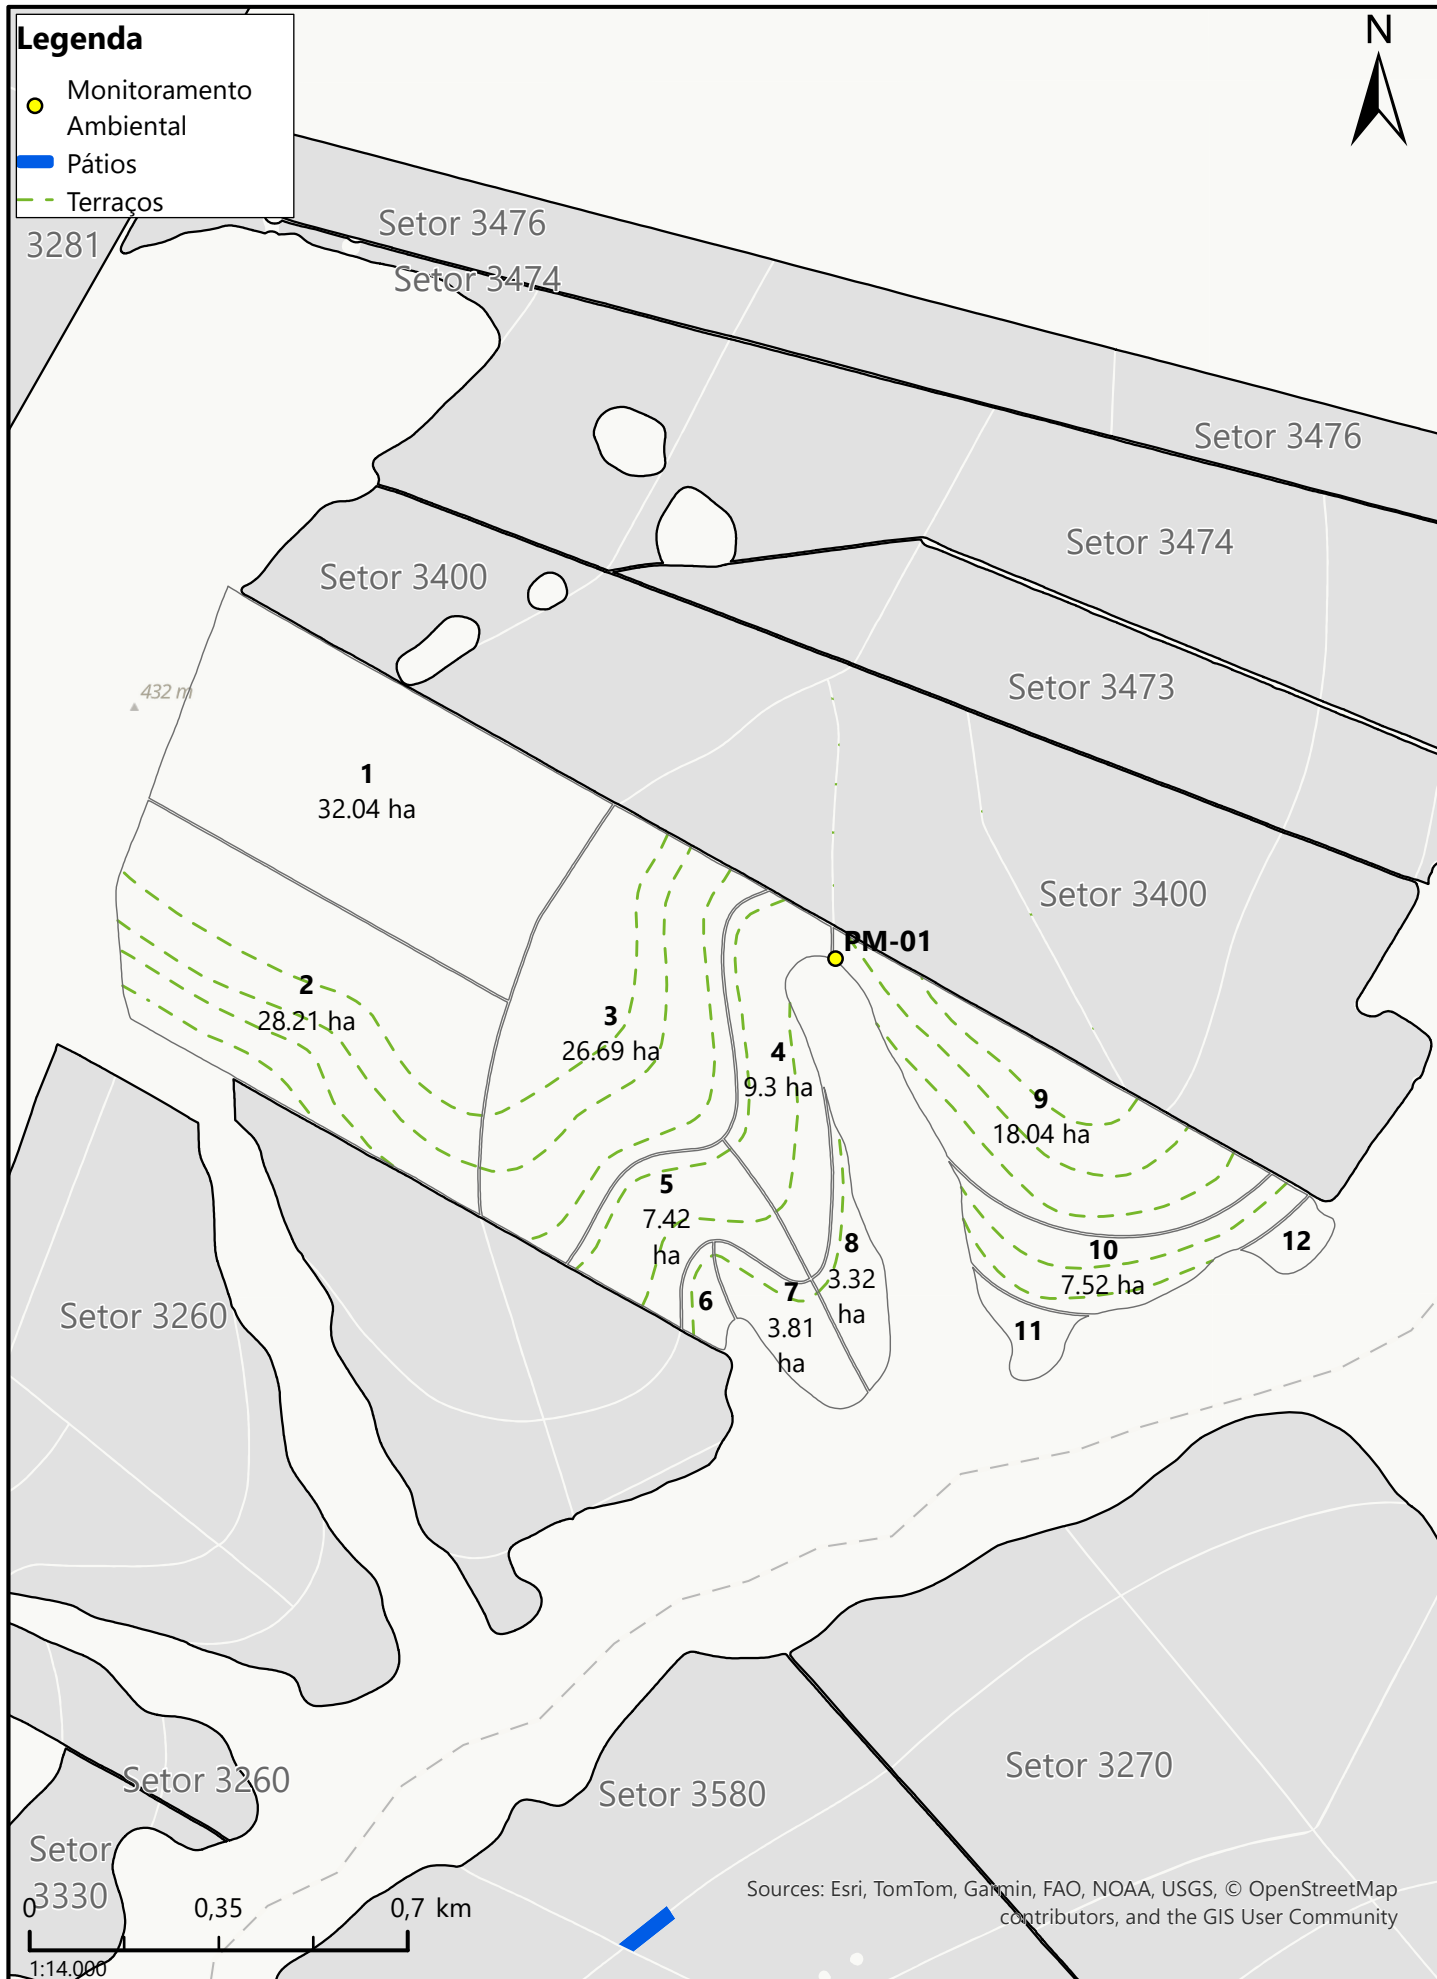 Legenda
Monitoramento
Ambiental
Pátios
Terraços
N
3281
Setor 3476
Setor 3474
Setor 3476
Setor 3474
Setor 3400
Setor 3473
432 m
1
32.04 ha
Setor 3400
PM-01
2
28.21 ha
3
26.69 ha
4
9.3 ha
9
18.04 ha
5
7.42
ha
8
3.32
ha
10
7.52 ha
12
6
7
3.81
ha
11
Setor 3260
Setor 3260
Setor 3580
Setor 3270
Setor
3330
0 0,35 0,7 km
1:14.000
Sources: Esri, TomTom, Garmin, FAO, NOAA, USGS, © OpenStreetMap
contributors, and the GIS User Community